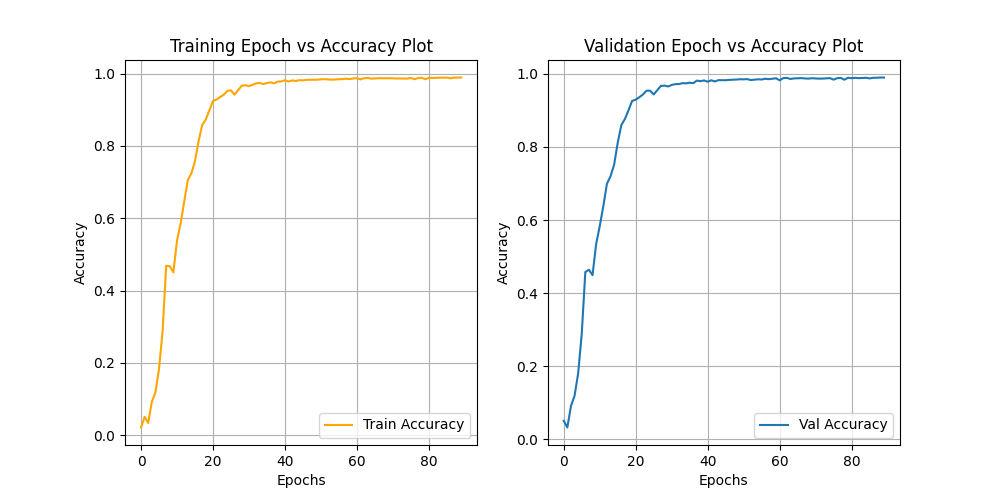 Training Epoch vs Accuracy Plot
Accuracy
1.0
0.8
0.6
0.4
0.2
0.0
0 20 40 60 80
Epochs
Train Accuracy
Validation Epoch vs Accuracy Plot
Accuracy
1.0
0.8
0.6
0.4
0.2
0.0
0 20 40 60 80
Epochs
Val Accuracy